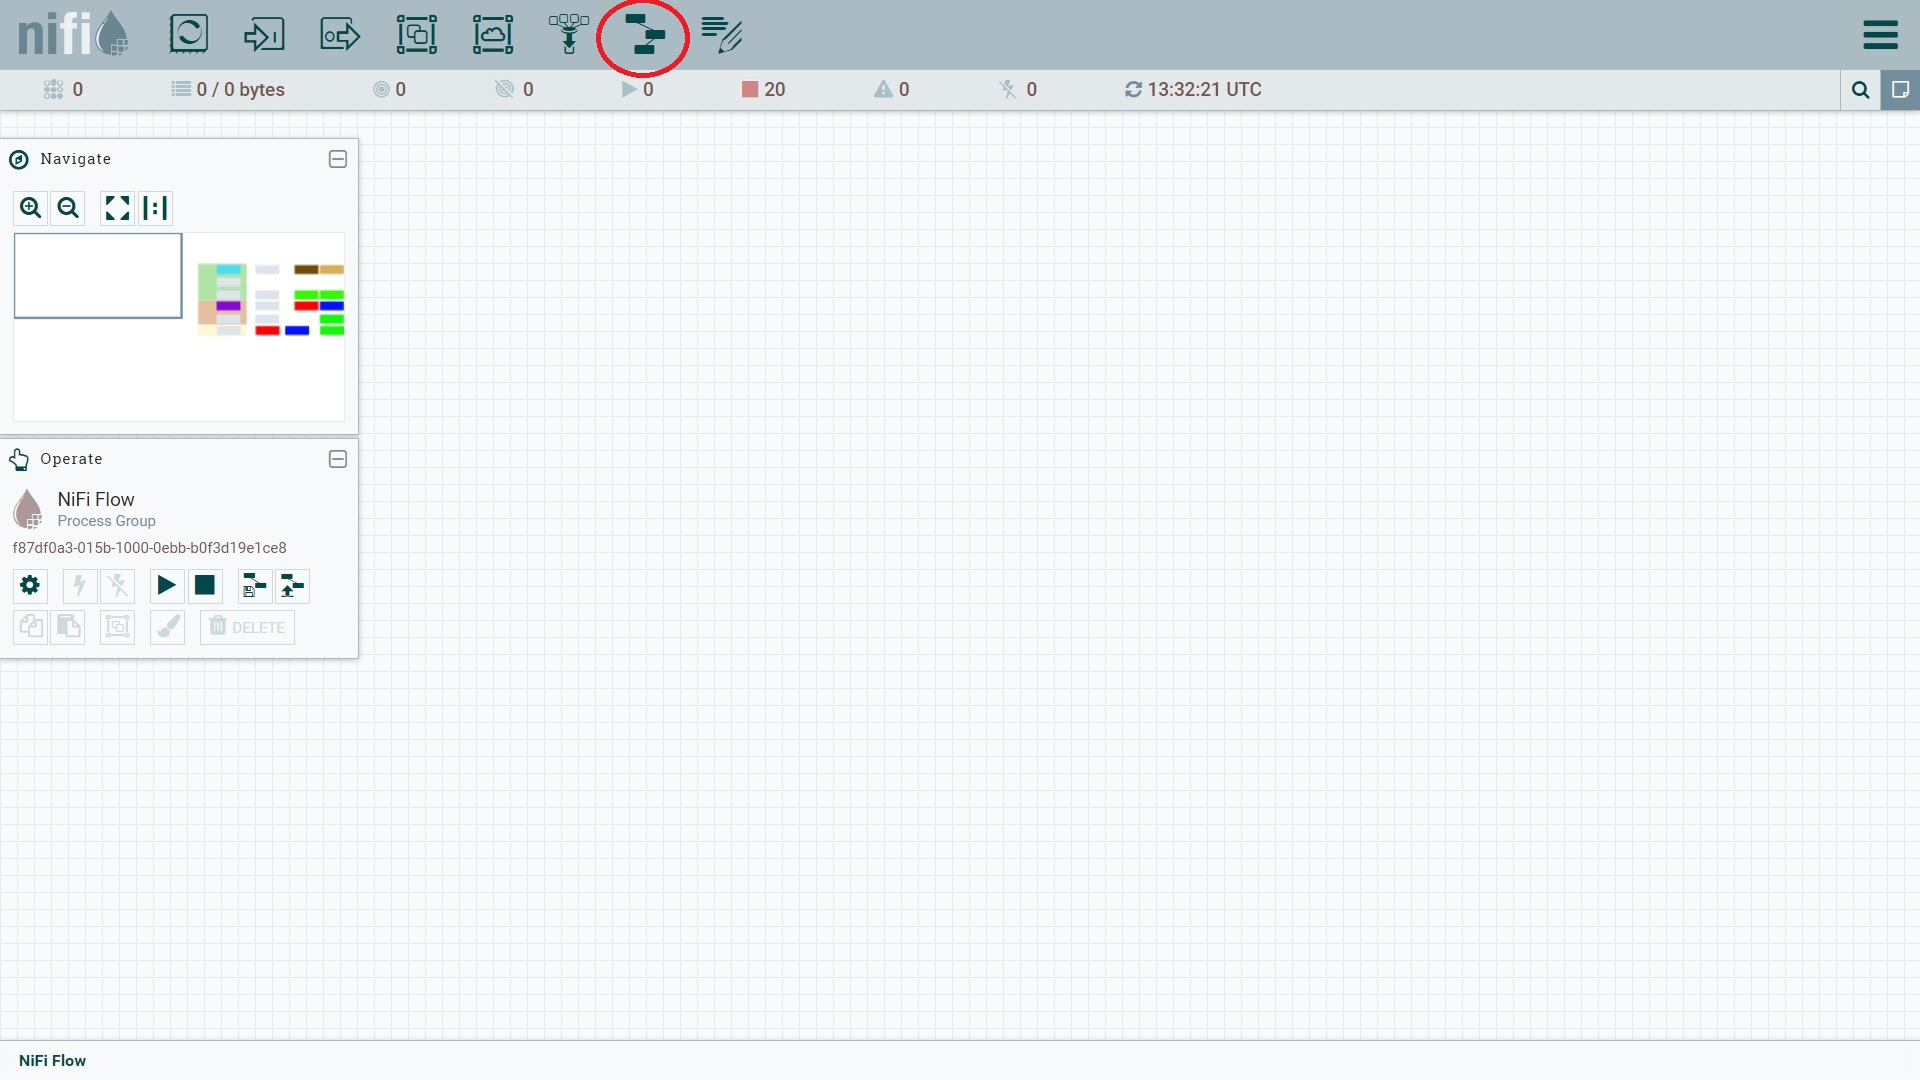 nifi
0
0 / 0 bytes
0
0
0
20
0
0
13:32:21 UTC
Navigate
Operate
NiFi Flow
Process Group
f87df0a3-015b-1000-0ebb-b0f3d19e1ce8
DELETE
NiFi Flow